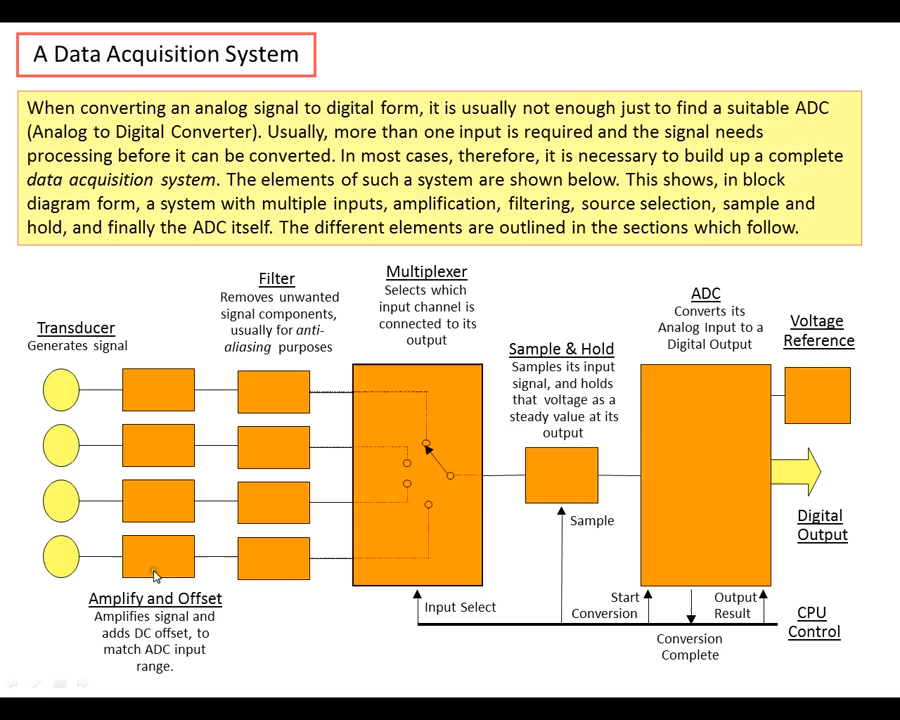 A Data Acquisition System
When converting an analog signal to digital form, it is usually not enough just to find a suitable ADC
(Analog to Digital Converter). Usually, more than one input is required and the signal needs
processing before it can be converted. In most cases, therefore, it is necessary to build up a complete
data acquisition system. The elements of such a system are shown below. This shows, in block
diagram form, a system with multiple inputs, amplification, filtering, source selection, sample and
hold, and finally the ADC itself. The different elements are outlined in the sections which follow.
Transducer
Generates signal
Filter
Removes unwanted
signal components,
usually for anti-
aliasing purposes
Multiplexer
Selects which
input channel is
connected to its
output
Sample & Hold
Samples its input
signal, and holds
that voltage as a
steady value at its
output
ADC
Converts its
Analog Input to a
Digital Output
Voltage
Reference
Digital
Output
Amplify and Offset
Amplifies signal and
adds DC offset, to
match ADC input
range.
Input Select
Sample
Start
Conversion
Conversion
Complete
Output
Result
CPU
Control